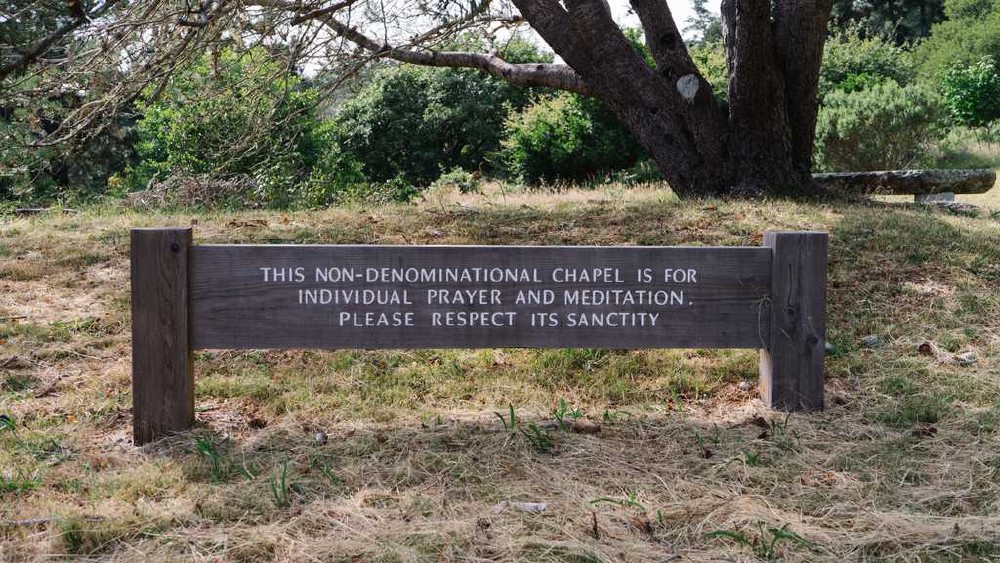 THIS NON-DENOMINATIONAL CHAPEL IS FOR
INDIVIDUAL PRAYER AND MEDITATION.
PLEASE RESPECT ITS SANCTITY